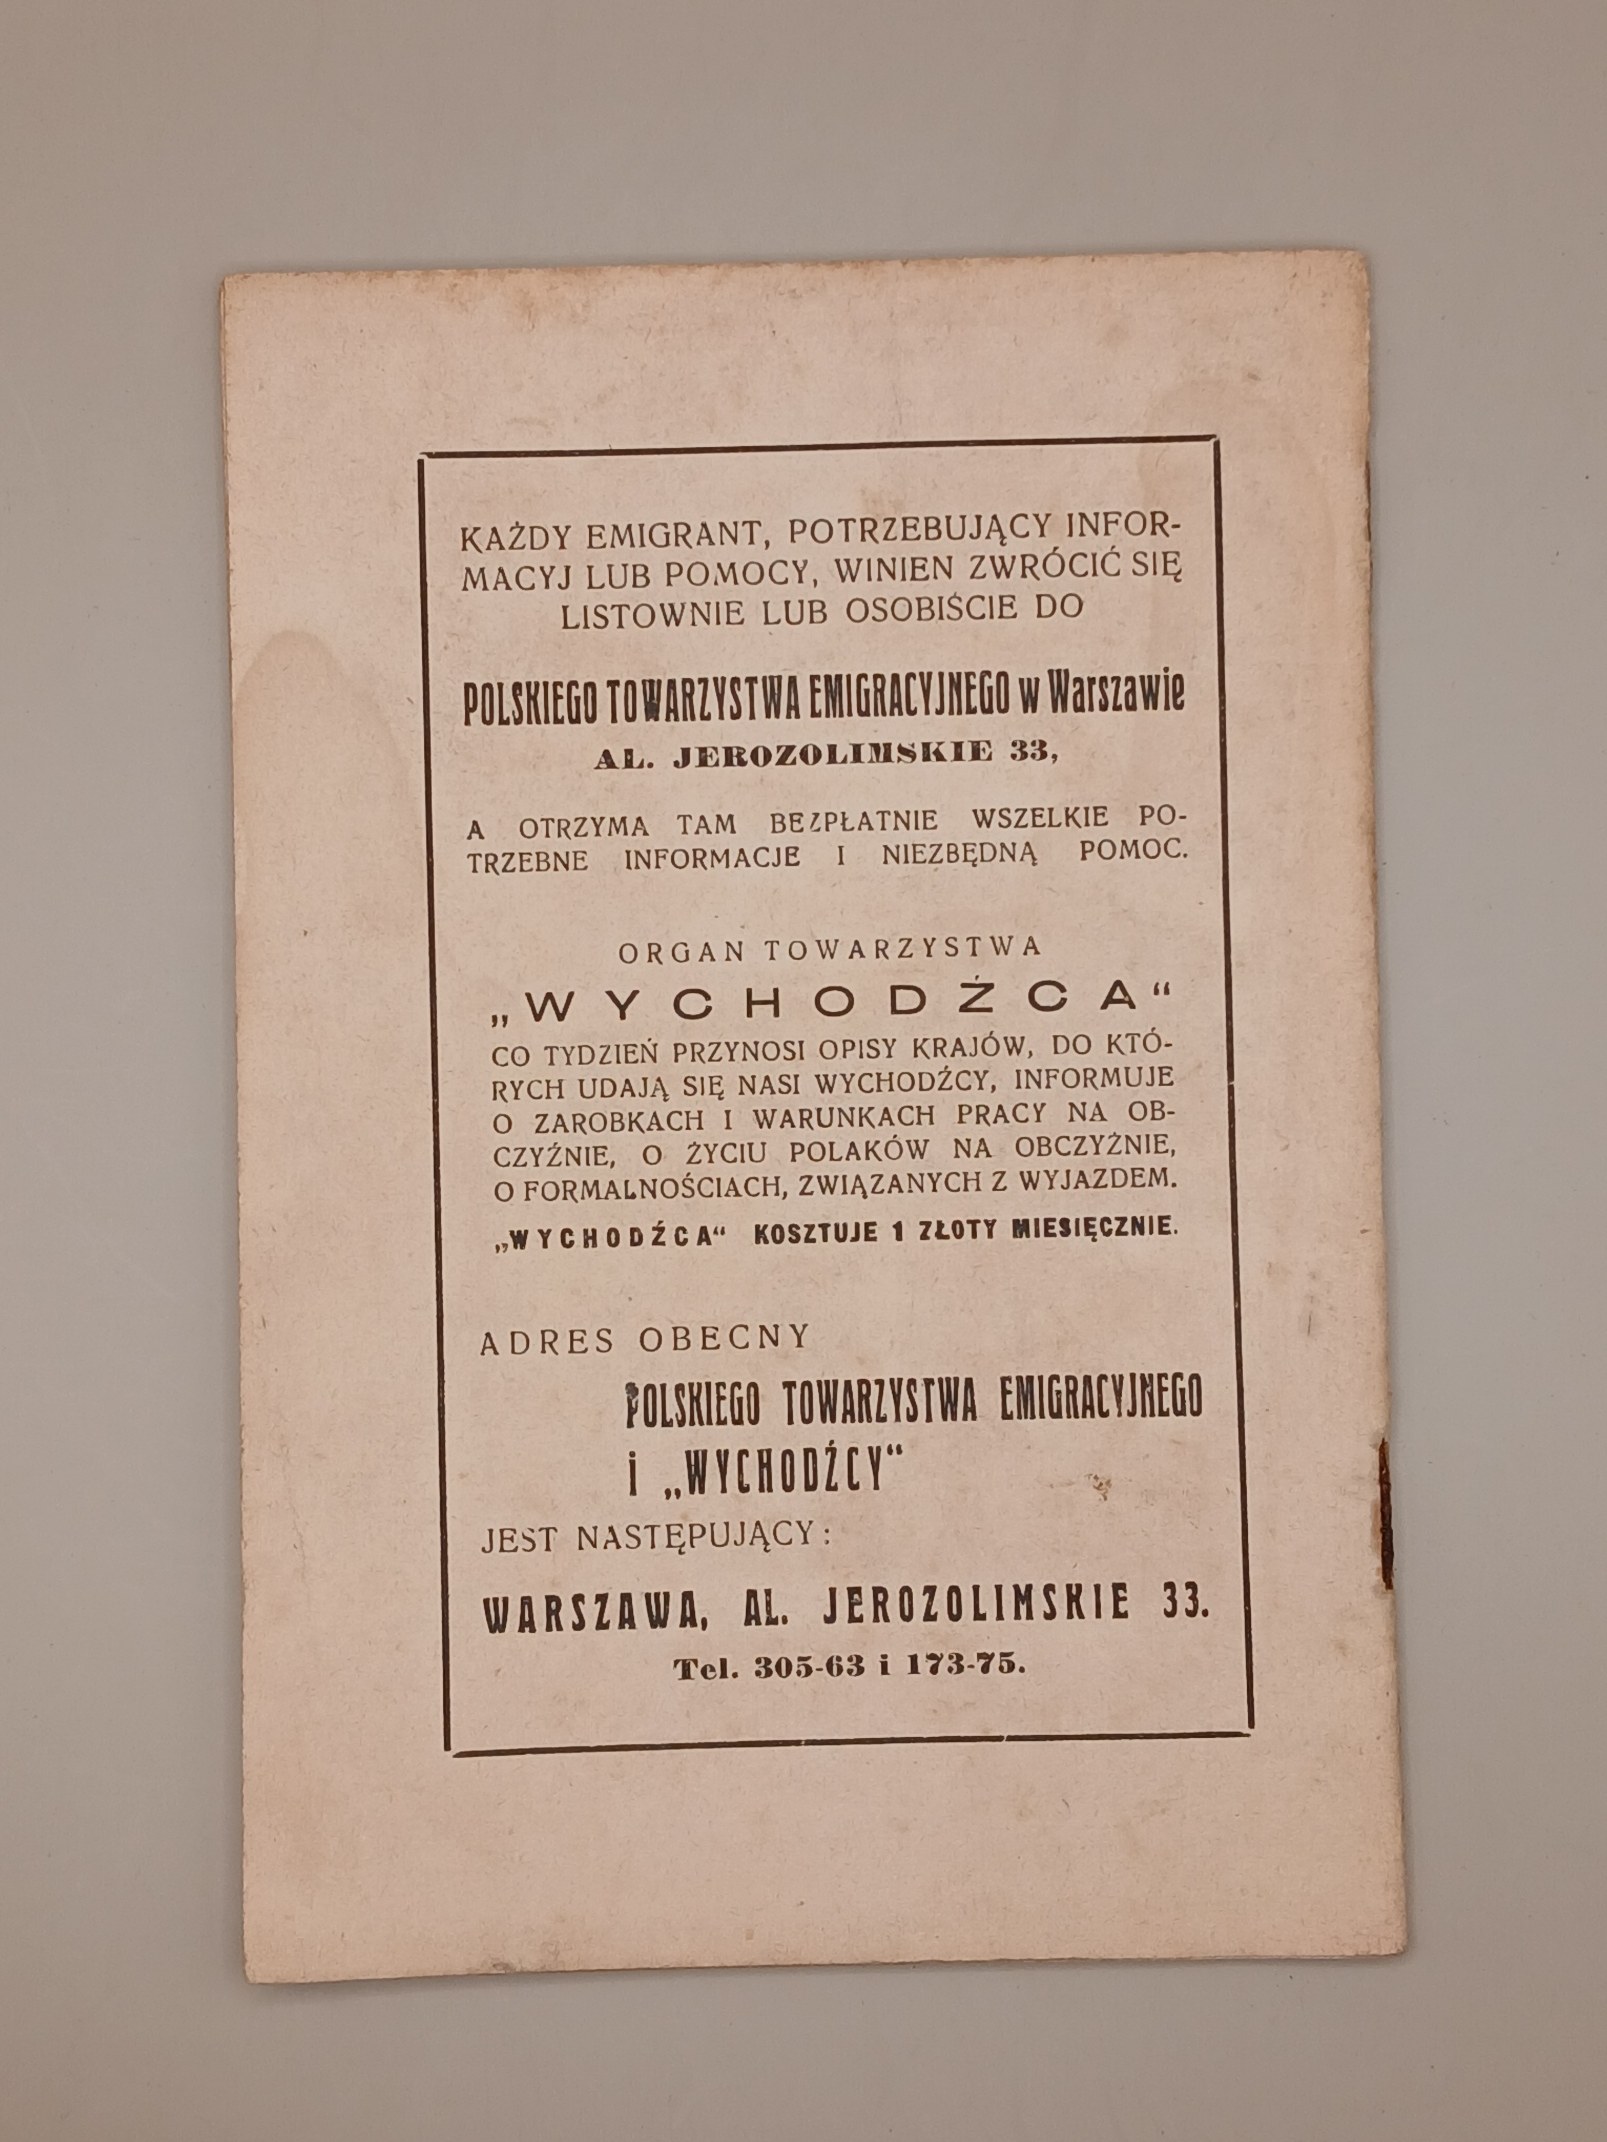 KAŻDY EMIGRANT, POTRZEBUJĄCY INFOR-
MACYJ LUB POMOCY, WINIEN ZWRÓCIĆ SIĘ
LISTOWNIE LUB OSOBIŚCIE DO
POLSKIEGO TOWARZYSTWA EMIGRACYJNEGO w Warszawie
AL. JEROZOLIMSKIE 33,
A OTRZYMA TAM BEZPŁATNIE WSZELKIE PO-
TRZEBNE INFORMACJE I NIEZBĘDNĄ POMOC.
ORGAN TOWARZYSTWA
„WYCHODŹCA“
CO TYDZIEŃ PRZYNOSI OPISY KRAJÓW, DO KTÓ-
RYCH UDAJĄ SIĘ NASI WYCHODŹCY, INFORMUJE
O ZAROBKACH I WARUNKACH PRACY NA OB-
CZYŹNIE, O ŻYCIU POLAKÓW NA OBCZYŻNIE,
O FORMALNOŚCIACH, ZWIĄZANYCH Z WYJAZDEM.
„WYCHODŹCA“ KOSZTUJE 1 ZŁOTY MIESIĘCZNIE.
ADRES OBECNY
POLSKIEGO TOWARZYSTWA EMIGRACYJNEGO
i „WYCHODŹCY“
JEST NASTĘPUJĄCY:
WARSZAWA, AL. JEROZOLIMSKIE 33.
Tel. 305-63 i 173-75.